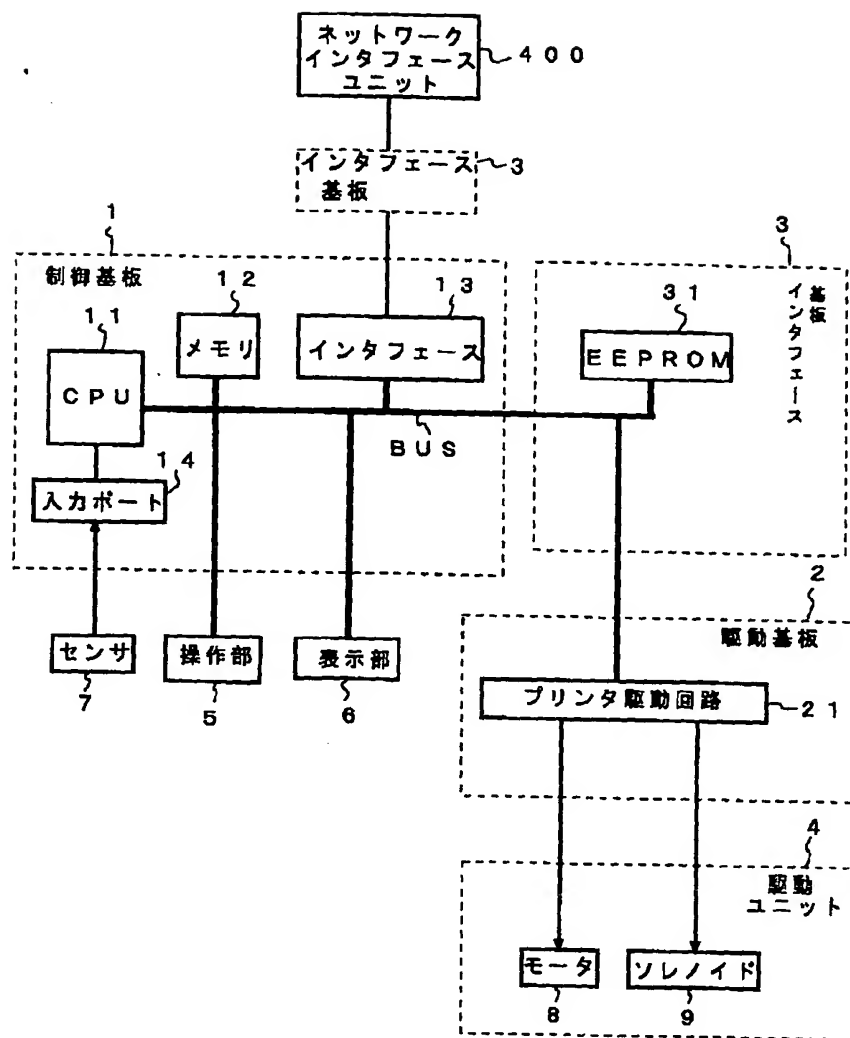 ネットワーク
インタフェース
ユニット
400
インタフェース
基板
3
1
制御基板
12
メモリ
13
インタフェース
11
CPU
BUS
14
入力ポート
3
基板
インタフェース
31
EEPROM
センサ
7
操作部
5
表示部
6
2
駆動基板
プリンタ駆動回路
21
4
駆動
ユニット
モータ
8
ソレノイド
9